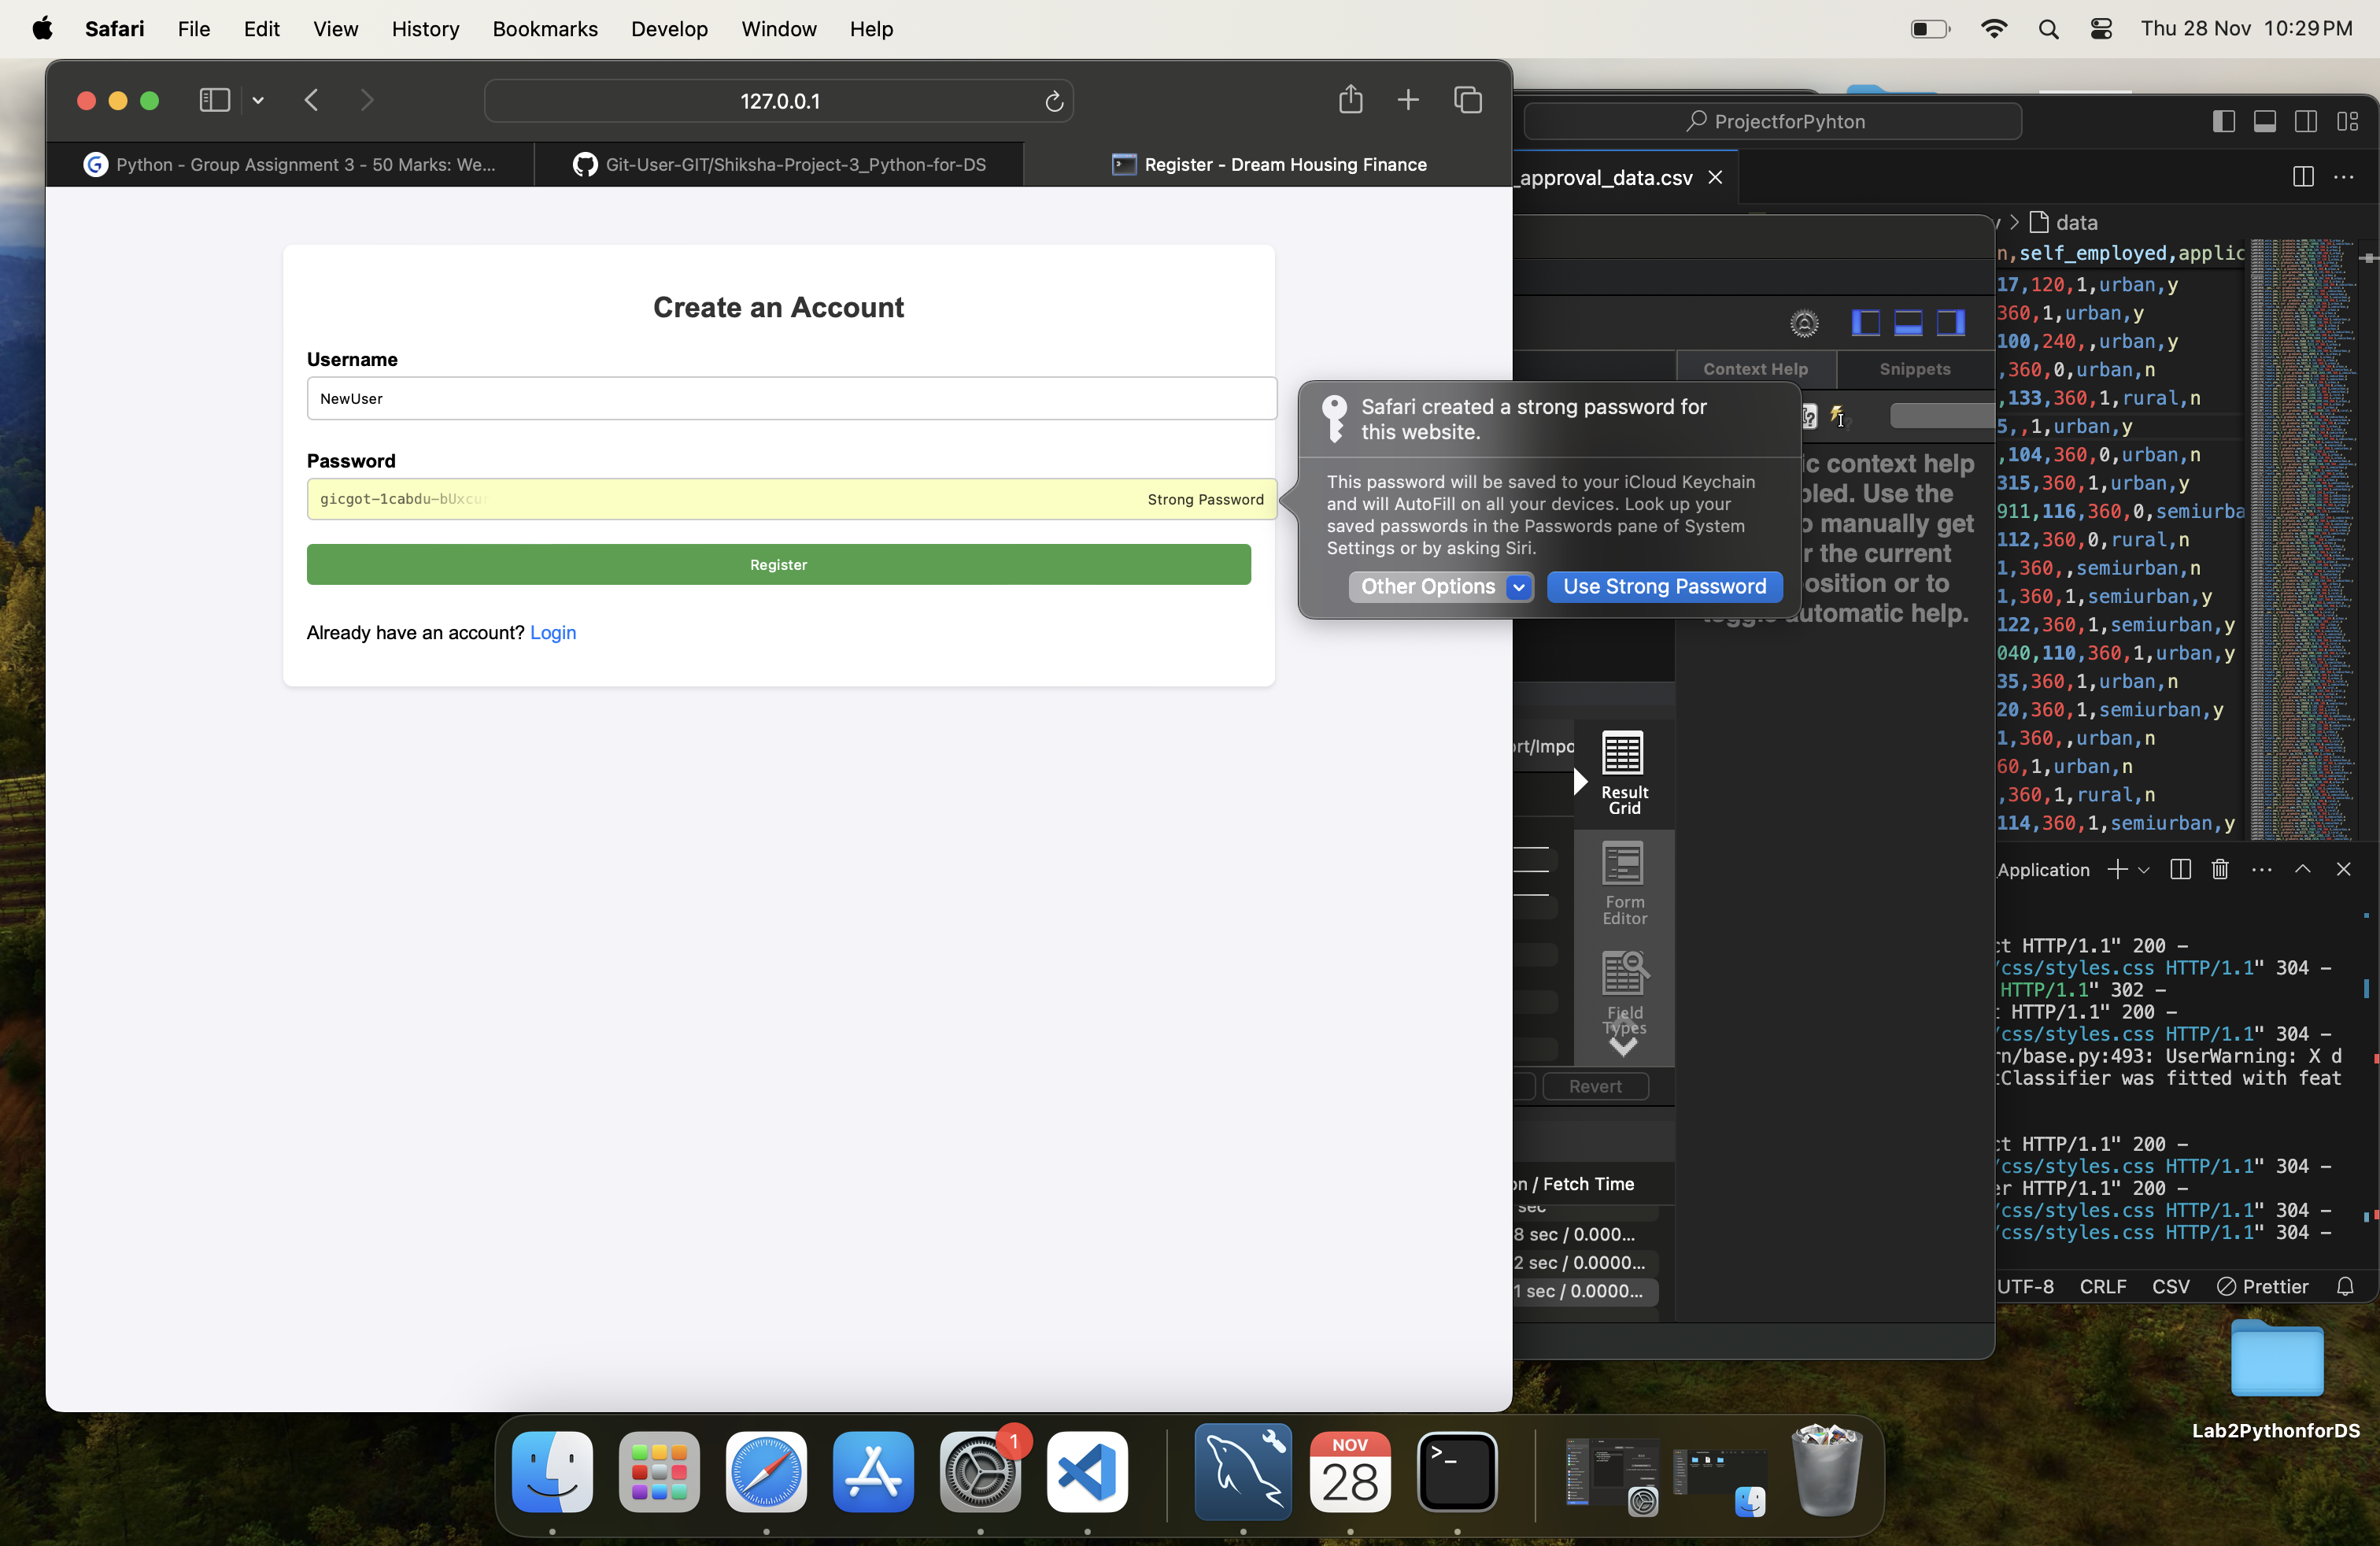 Safari File Edit View History Bookmarks Develop Window Help Thu 28 Nov 10:29 PM
127.0.0.1
Python - Group Assignment 3 - 50 Marks: We...
Git-User-GIT/Shiksha-Project-3_Python-for-DS
Register - Dream Housing Finance
Create an Account
Username
NewUser
Password
gicgot-1cabdu-bUxcu
Strong Password
Register
Already have an account? Login
Safari created a strong password for
this website.
This password will be saved to your iCloud Keychain
and will AutoFill on all your devices. Look up your
saved passwords in the Passwords pane of System
Settings or by asking Siri.
Other Options
Use Strong Password
ProjectforPyhton
_approval_data.csv
data
n,self_employed,applic
17,120,1,urban,y
360,1,urban,y
100,240,,urban,y
,360,0,urban,n
,133,360,1,rural,n
5,,1,urban,y
,104,360,0,urban,n
315,360,1,urban,y
911,116,360,0,semiurba
112,360,0,rural,n
1,360,,semiurban,n
1,360,1,semiurban,y
122,360,1,semiurban,y
040,110,360,1,urban,y
35,360,1,urban,n
20,360,1,semiurban,y
1,360,,urban,n
60,1,urban,n
,360,1,rural,n
114,360,1,semiurban,y
Context Help
Snippets
ic context help
bled. Use the
o manually get
r the current
osition or to
toggle automatic help.
ort/Impo
Result
Grid
Form
Editor
Field
Types
Revert
on / Fetch Time
sec
8 sec / 0.000...
2 sec / 0.0000...
1 sec / 0.0000...
Application
ct HTTP/1.1" 200 -
/css/styles.css HTTP/1.1" 304 -
HTTP/1.1" 302 -
t HTTP/1.1" 200 -
/css/styles.css HTTP/1.1" 304 -
rn/base.py:493: UserWarning: X d
tClassifier was fitted with feat
ct HTTP/1.1" 200 -
/css/styles.css HTTP/1.1" 304 -
er HTTP/1.1" 200 -
/css/styles.css HTTP/1.1" 304 -
/css/styles.css HTTP/1.1" 304 -
UTF-8 CRLF CSV Prettier
Lab2PythonforDS
1
NOV
28